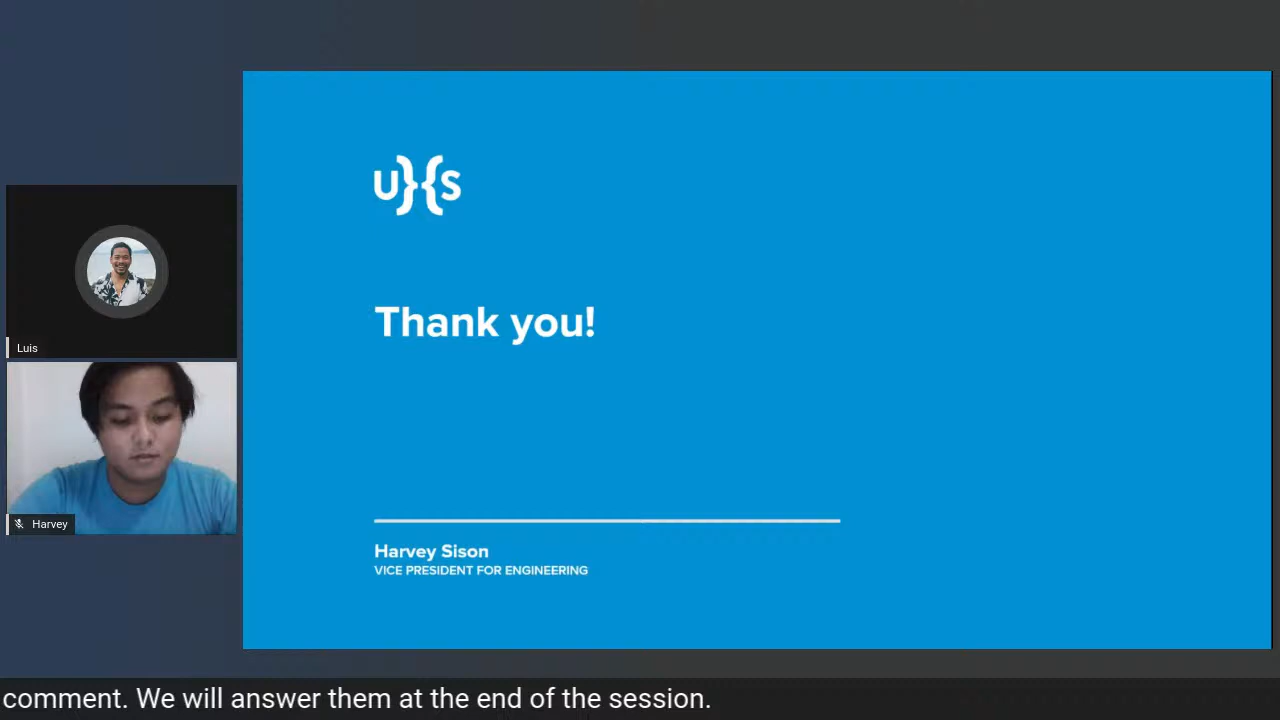 U}{S
Thank you!
Luis
Harvey
Harvey Sison
VICE PRESIDENT FOR ENGINEERING
comment. We will answer them at the end of the session.